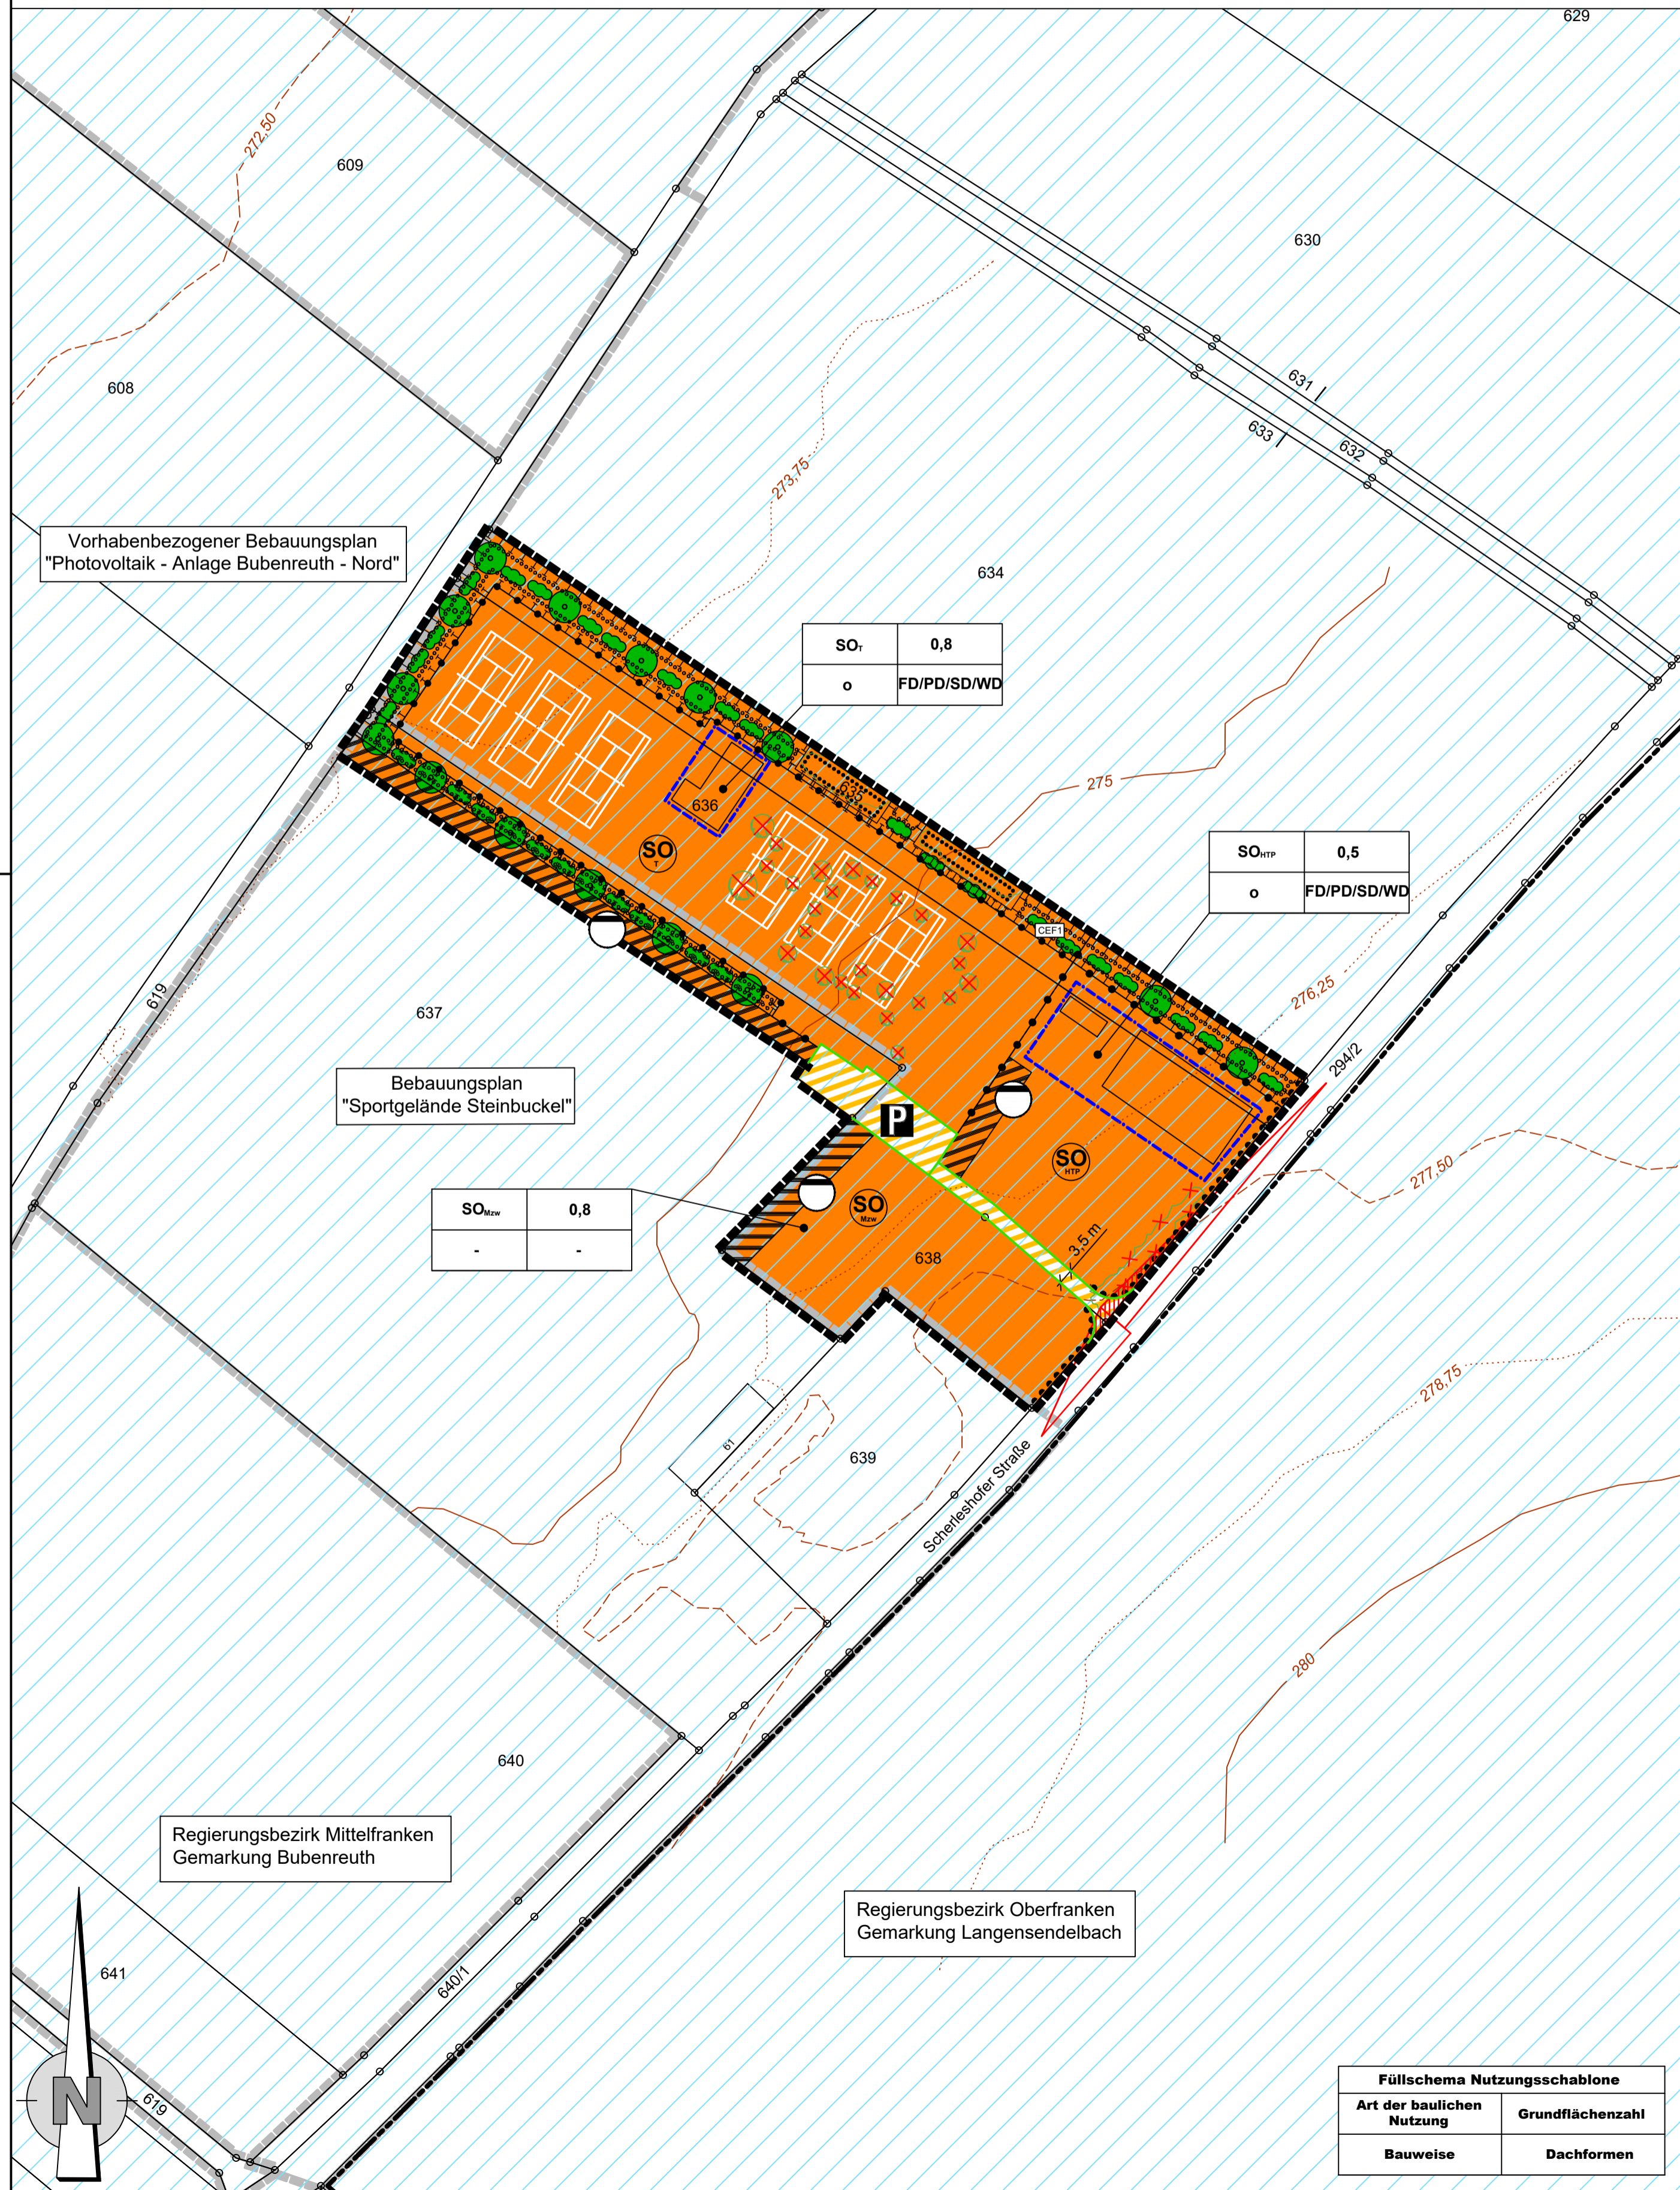 629
272,50
609
630
608
631
633
632
273,75
Vorhabenbezogener Bebauungsplan
"Photovoltaik - Anlage Bubenreuth - Nord"
634
SOT 0,8
o FD/PD/SD/WD
275
635
636
SO
T
SOHTP 0,5
o FD/PD/SD/WD
CEF1
276,25
619
637
294/2
Bebauungsplan
"Sportgelände Steinbuckel"
P
SO
HTP
277,50
SOMzw 0,8
- -
SO
Mzw
638
3,5 m
278,75
61
639
Scherleshofer Straße
280
640
Regierungsbezirk Mittelfranken
Gemarkung Bubenreuth
Regierungsbezirk Oberfranken
Gemarkung Langensendelbach
641
640/1
N
619
Füllschema Nutzungsschablone
Art der baulichen
Nutzung
Grundflächenzahl
Bauweise
Dachformen